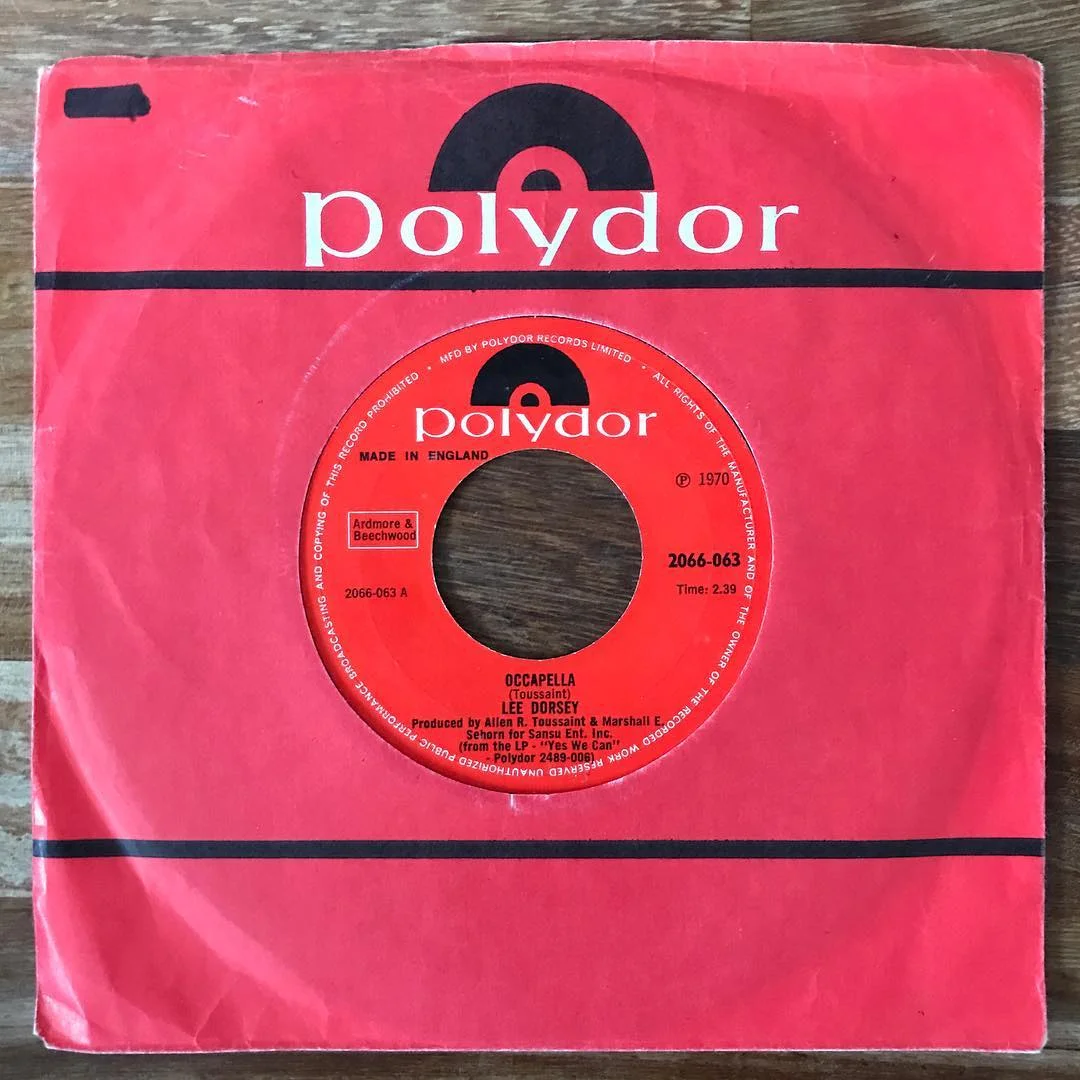 polydor
MFD BY POLYDOR RECORDS LIMITED • ALL RIGHTS OF THE MANUFACTURER AND OF THE OWNER OF THE RECORDED WORK RESERVED UNAUTHORIZED PUBLIC PERFORMANCE BROADCASTING AND COPYING OF THIS RECORD PROHIBITED •
polydor
MADE IN ENGLAND
℗ 1970
Ardmore &
Beechwood
2066-063
2066-063 A
Time: 2.39
OCCAPELLA
(Toussaint)
LEE DORSEY
Produced by Allen R. Toussaint & Marshall E.
Sehorn for Sansu Ent. Inc.
(from the LP - "Yes We Can"
- Polydor 2489-006)